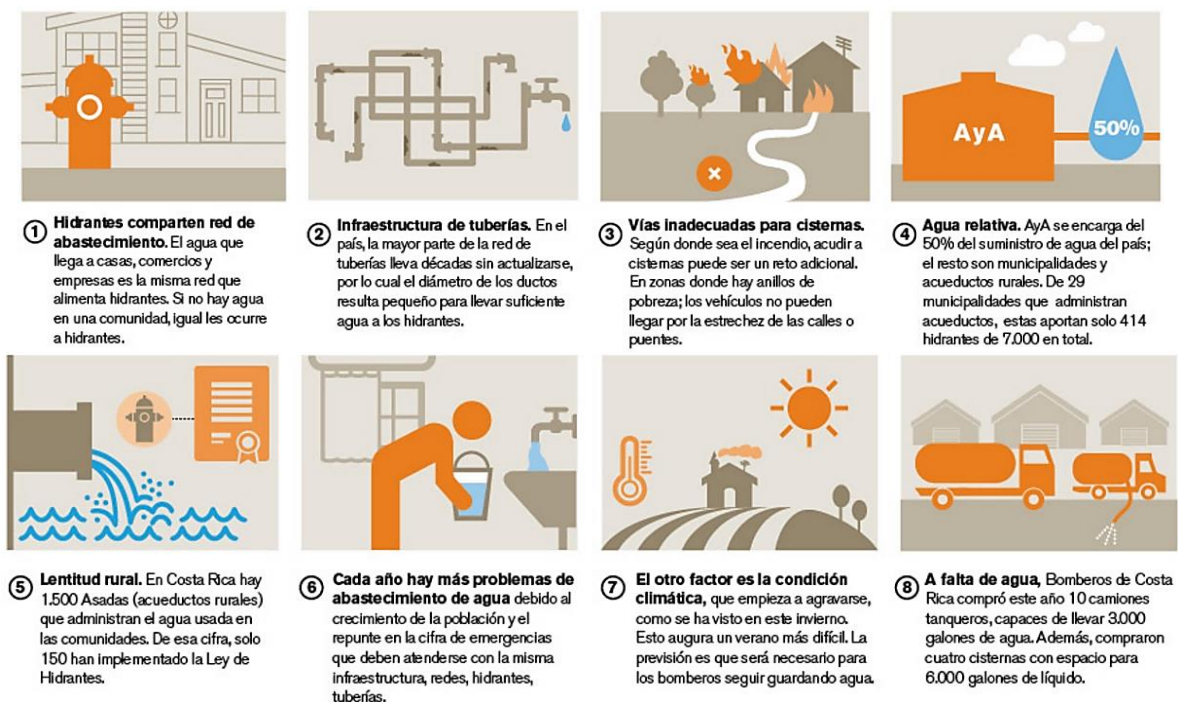 AyA
50%
1 Hidrantes comparten red de
abastecimiento. El agua que
llega a casas, comercios y
empresas es la misma red que
alimenta hidrantes. Si no hay agua
en una comunidad, igual les ocurre
a hidrantes.
2 Infraestructura de tuberías. En el
país, la mayor parte de la red de
tuberías lleva décadas sin actualizarse,
por lo cual el diámetro de los ductos
resulta pequeño para llevar suficiente
agua a los hidrantes.
3 Vías inadecuadas para cisternas.
Según donde sea el incendio, acudir a
cisternas puede ser un reto adicional.
En zonas donde hay anillos de
pobreza; los vehículos no pueden
llegar por la estrechez de las calles o
puentes.
4 Agua relativa. AyA se encarga del
50% del suministro de agua del país;
el resto son municipalidades y
acueductos rurales. De 29
municipalidades que administran
acueductos, estas aportan solo 414
hidrantes de 7.000 en total.
5 Lentitud rural. En Costa Rica hay
1.500 Asadas (acueductos rurales)
que administran el agua usada en
las comunidades. De esa cifra, solo
150 han implementado la Ley de
Hidrantes.
6 Cada año hay más problemas de
abastecimiento de agua debido al
crecimiento de la población y el
repunte en la cifra de emergencias
que deben atenderse con la misma
infraestructura, redes, hidrantes,
tuberías.
7 El otro factor es la condición
climática, que empieza a agravarse,
como se ha visto en este invierno.
Esto augura un verano más difícil. La
previsión es que será necesario para
los bomberos seguir guardando agua.
8 A falta de agua, Bomberos de Costa
Rica compró este año 10 camiones
tanqueros, capaces de llevar 3.000
galones de agua. Además, compraron
cuatro cisternas con espacio para
6.000 galones de líquido.